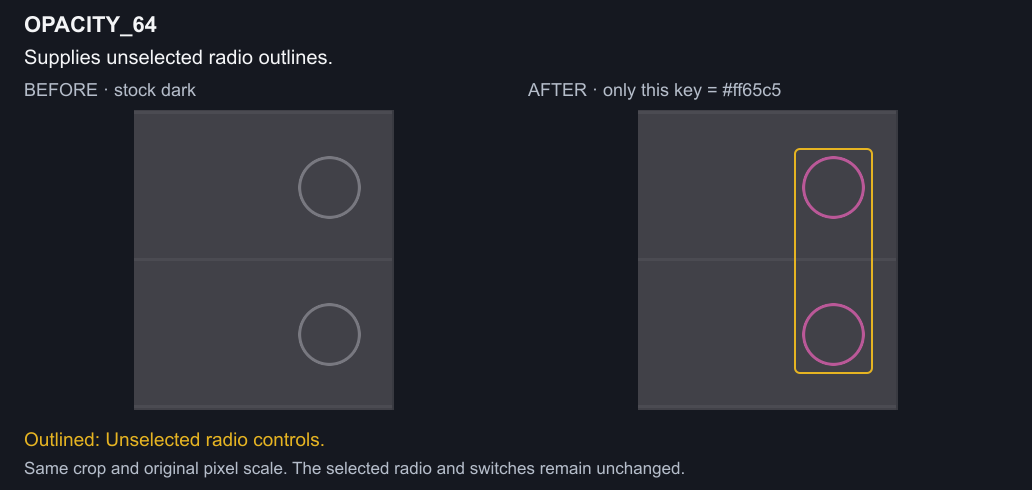 OPACITY_64
Supplies unselected radio outlines.
BEFORE · stock dark
AFTER · only this key = #ff65c5
Outlined: Unselected radio controls.
Same crop and original pixel scale. The selected radio and switches remain unchanged.